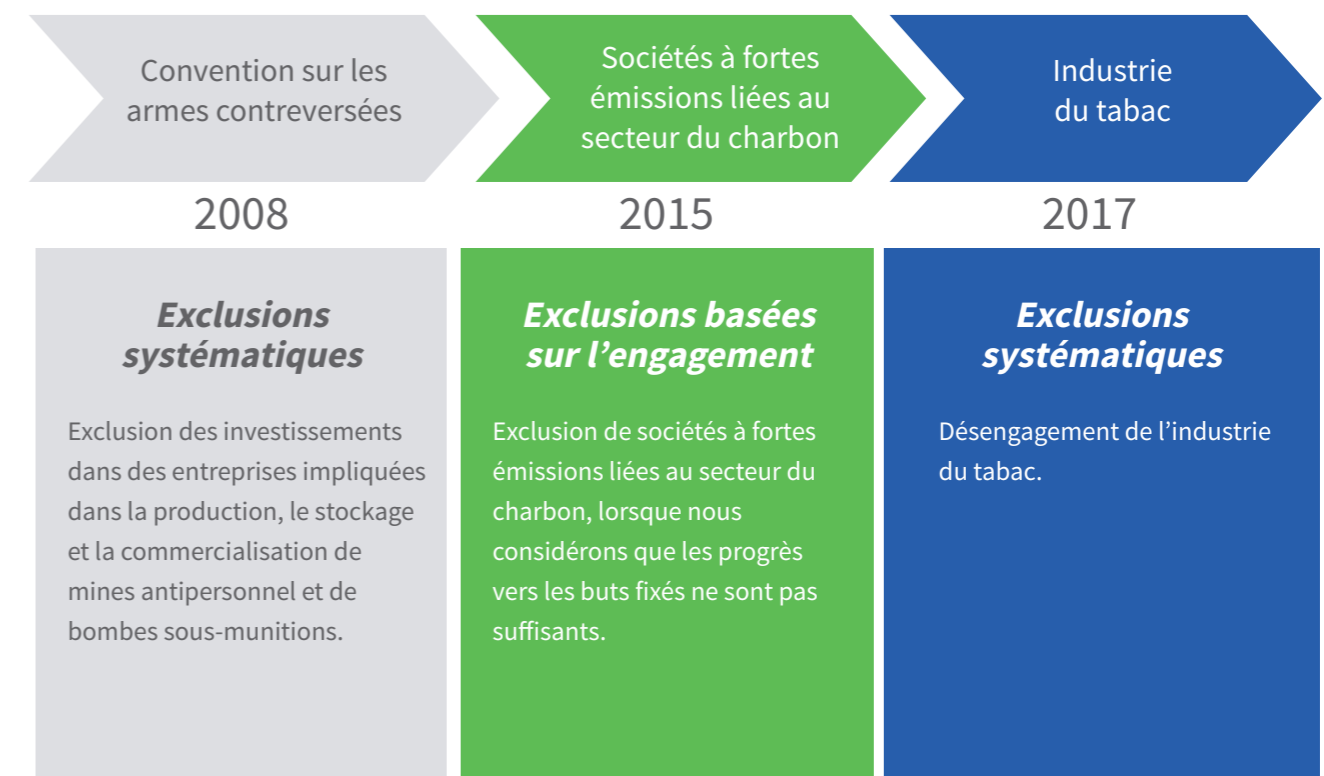 Convention sur les
armes contreversées
Sociétés à fortes
émissions liées au
secteur du charbon
Industrie
du tabac
2008
2015
2017
Exclusions
systématiques
Exclusion des investissements
dans des entreprises impliquées
dans la production, le stockage
et la commercialisation de
mines antipersonnel et de
bombes sous-munitions.
Exclusions basées
sur l’engagement
Exclusion de sociétés à fortes
émissions liées au secteur du
charbon, lorsque nous
considérons que les progrès
vers les buts fixés ne sont pas
suffisants.
Exclusions
systématiques
Désengagement de l’industrie
du tabac.